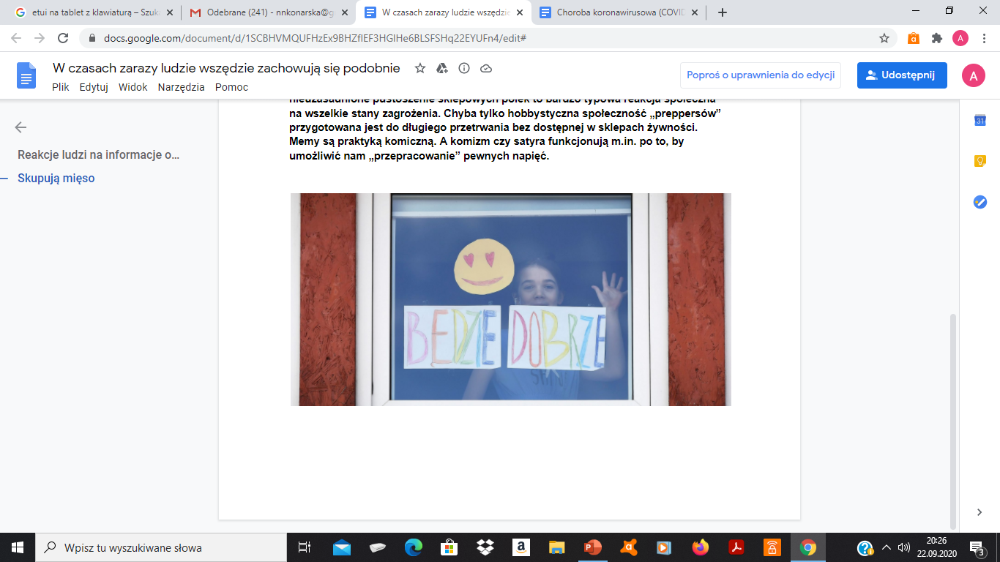 etui na tablet z klawiaturą – Szuk
Odebrane (241) - nnkonarska@g
W czasach zarazy ludzie wszędzie
Choroba koronawirusowa (COVID
docs.google.com/document/d/1SCBHVMQUFHzEx9BHZflEF3HGlHe6BLSFSHq22EYUFn4/edit#
A
W czasach zarazy ludzie wszędzie zachowują się podobnie
Plik Edytuj Widok Narzędzia Pomoc
Poproś o uprawnienia do edycji
Udostępnij
A
Reakcje ludzi na informacje o...
Skupują mięso
nieuzasadnione pustoszenie sklepowych półek to bardzo typowa reakcja społeczna
na wszelkie stany zagrożenia. Chyba tylko hobbystyczna społeczność „preppersów”
przygotowana jest do długiego przetrwania bez dostępnej w sklepach żywności.
Memy są praktyką komiczną. A komizm czy satyra funkcjonują m.in. po to, by
umożliwić nam „przepracowanie” pewnych napięć.
BĘDZIE DOBRZE
31
Wpisz tu wyszukiwane słowa
20:26
22.09.2020
3